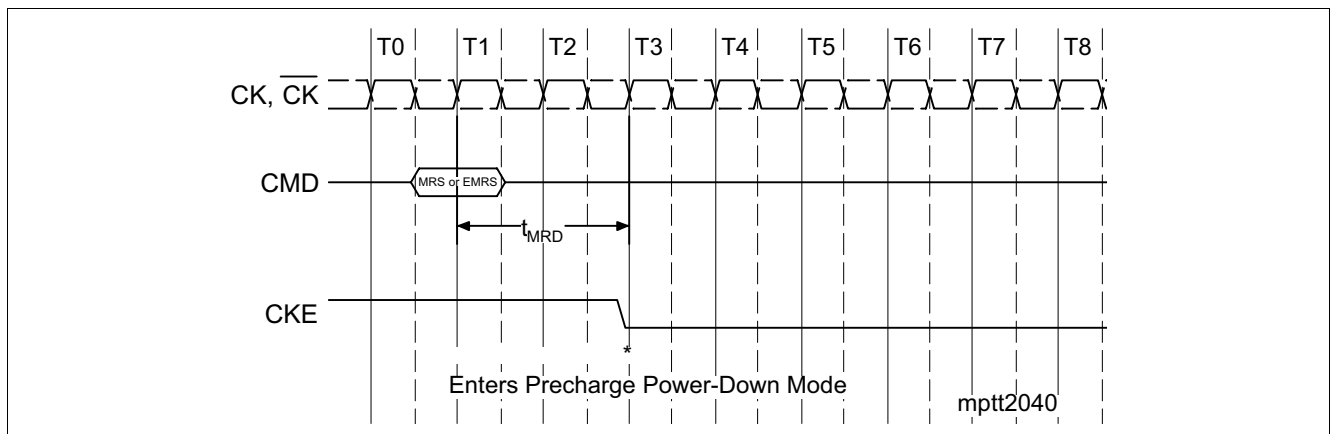 T0 T1 T2 T3 T4 T5 T6 T7 T8
CK, C̅K̅
CMD
MRS or EMRS
tMRD
CKE
*
Enters Precharge Power-Down Mode
mptt2040